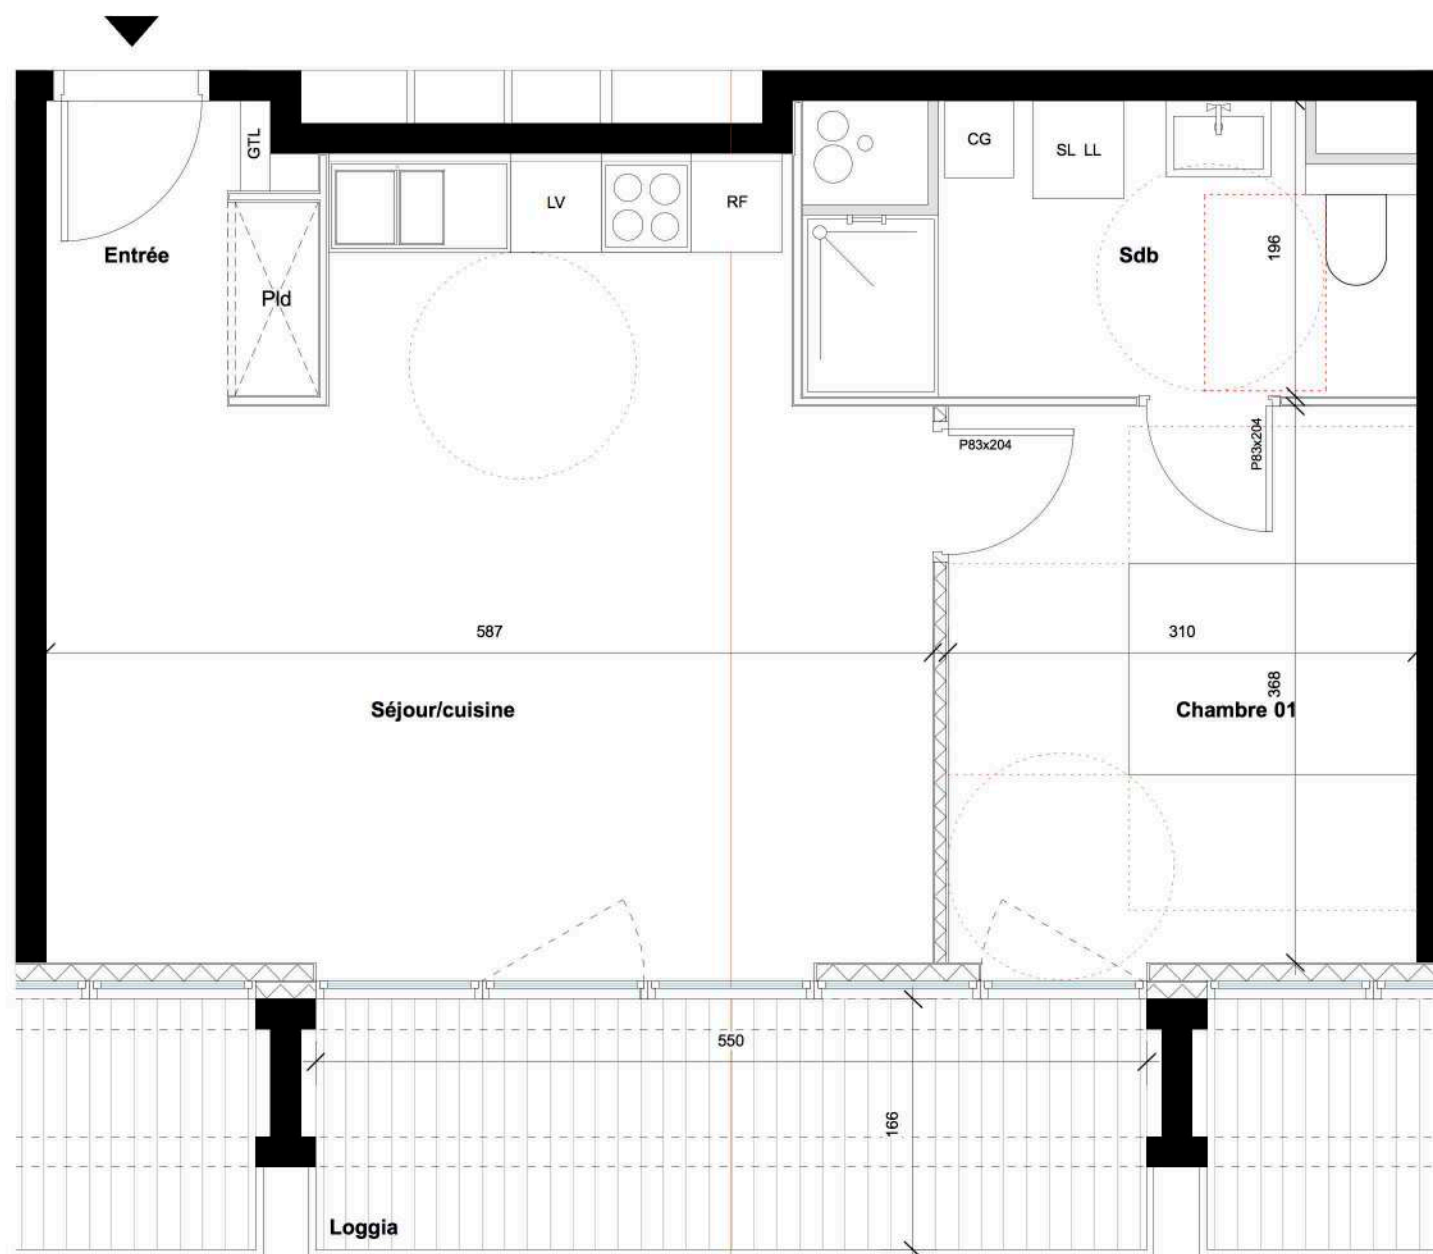 GTL
CG
SL LL
LV
RF
Entrée
Pld
Sdb
196
P83x204
P83x204
587
310
368
Séjour/cuisine
Chambre 01
550
166
Loggia